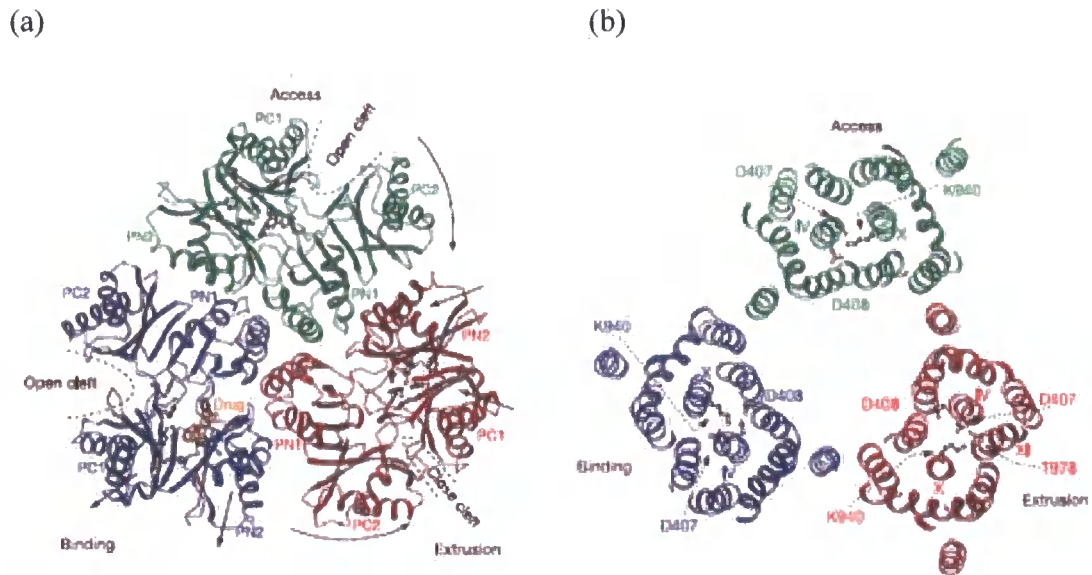 (a)
(b)
Access
PC1
Open cleft
PC2
PN2
PN1
PC2
PN1
PN2
Open cleft
Drug
PC1
PN1
PC1
PN2
PC2
Binding
Extrusion
Access
D407
K940
IV
X
D408
K940
X
D408
IV
Binding
D407
D408
IV
D407
XI
T978
X
K940
Extrusion